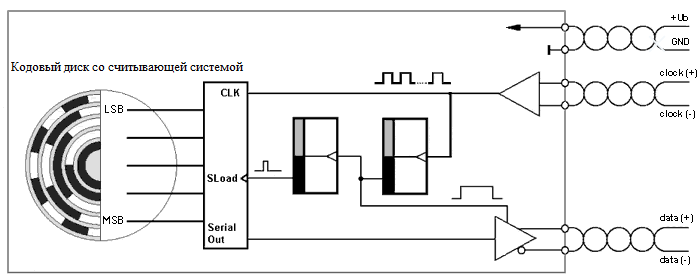 +Ub
GND
Кодовый диск со считывающей системой
clock (+)
CLK
LSB
clock (-)
SLoad
MSB
Serial
Out
data (+)
data (-)